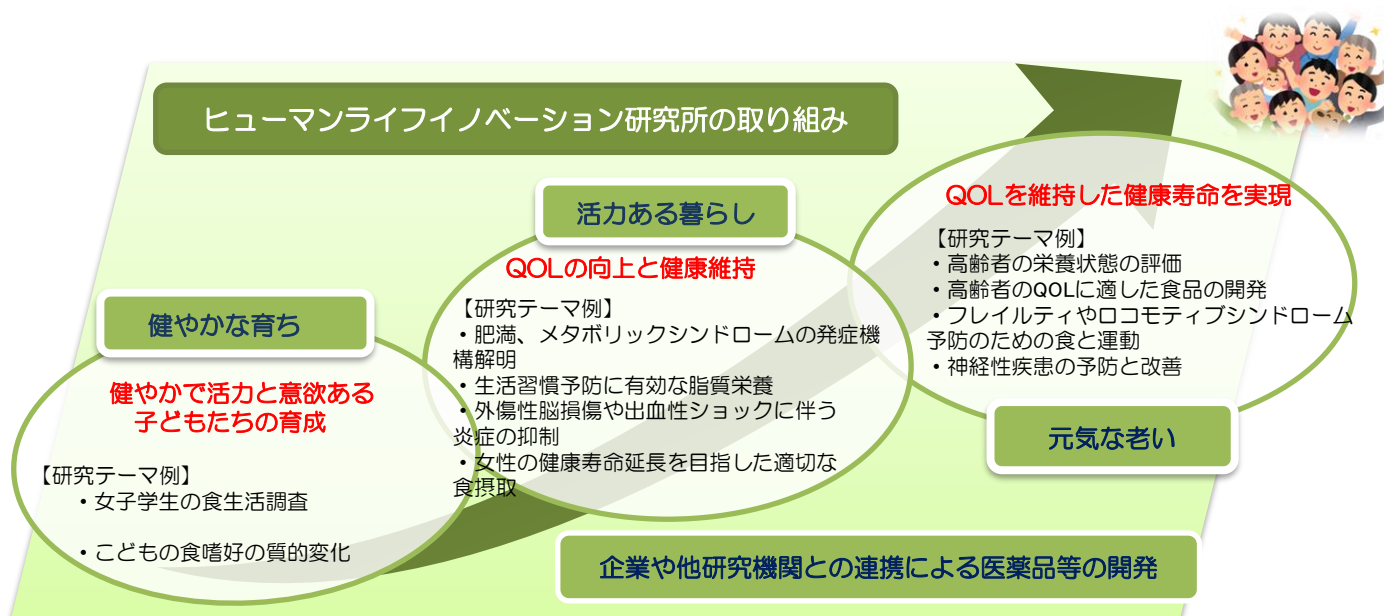 ヒューマンライフイノベーション研究所の取り組み
健やかな育ち
健やかで活力と意欲ある
子どもたちの育成
【研究テーマ例】
・女子学生の食生活調査
・こどもの食嗜好の質的変化
活力ある暮らし
QOLの向上と健康維持
【研究テーマ例】
・肥満、メタボリックシンドロームの発症機
構解明
・生活習慣予防に有効な脂質栄養
・外傷性脳損傷や出血性ショックに伴う
炎症の抑制
・女性の健康寿命延長を目指した適切な
食摂取
QOLを維持した健康寿命を実現
【研究テーマ例】
・高齢者の栄養状態の評価
・高齢者のQOLに適した食品の開発
・フレイルティやロコモティブシンドローム
予防のための食と運動
・神経性疾患の予防と改善
元気な老い
企業や他研究機関との連携による医薬品等の開発